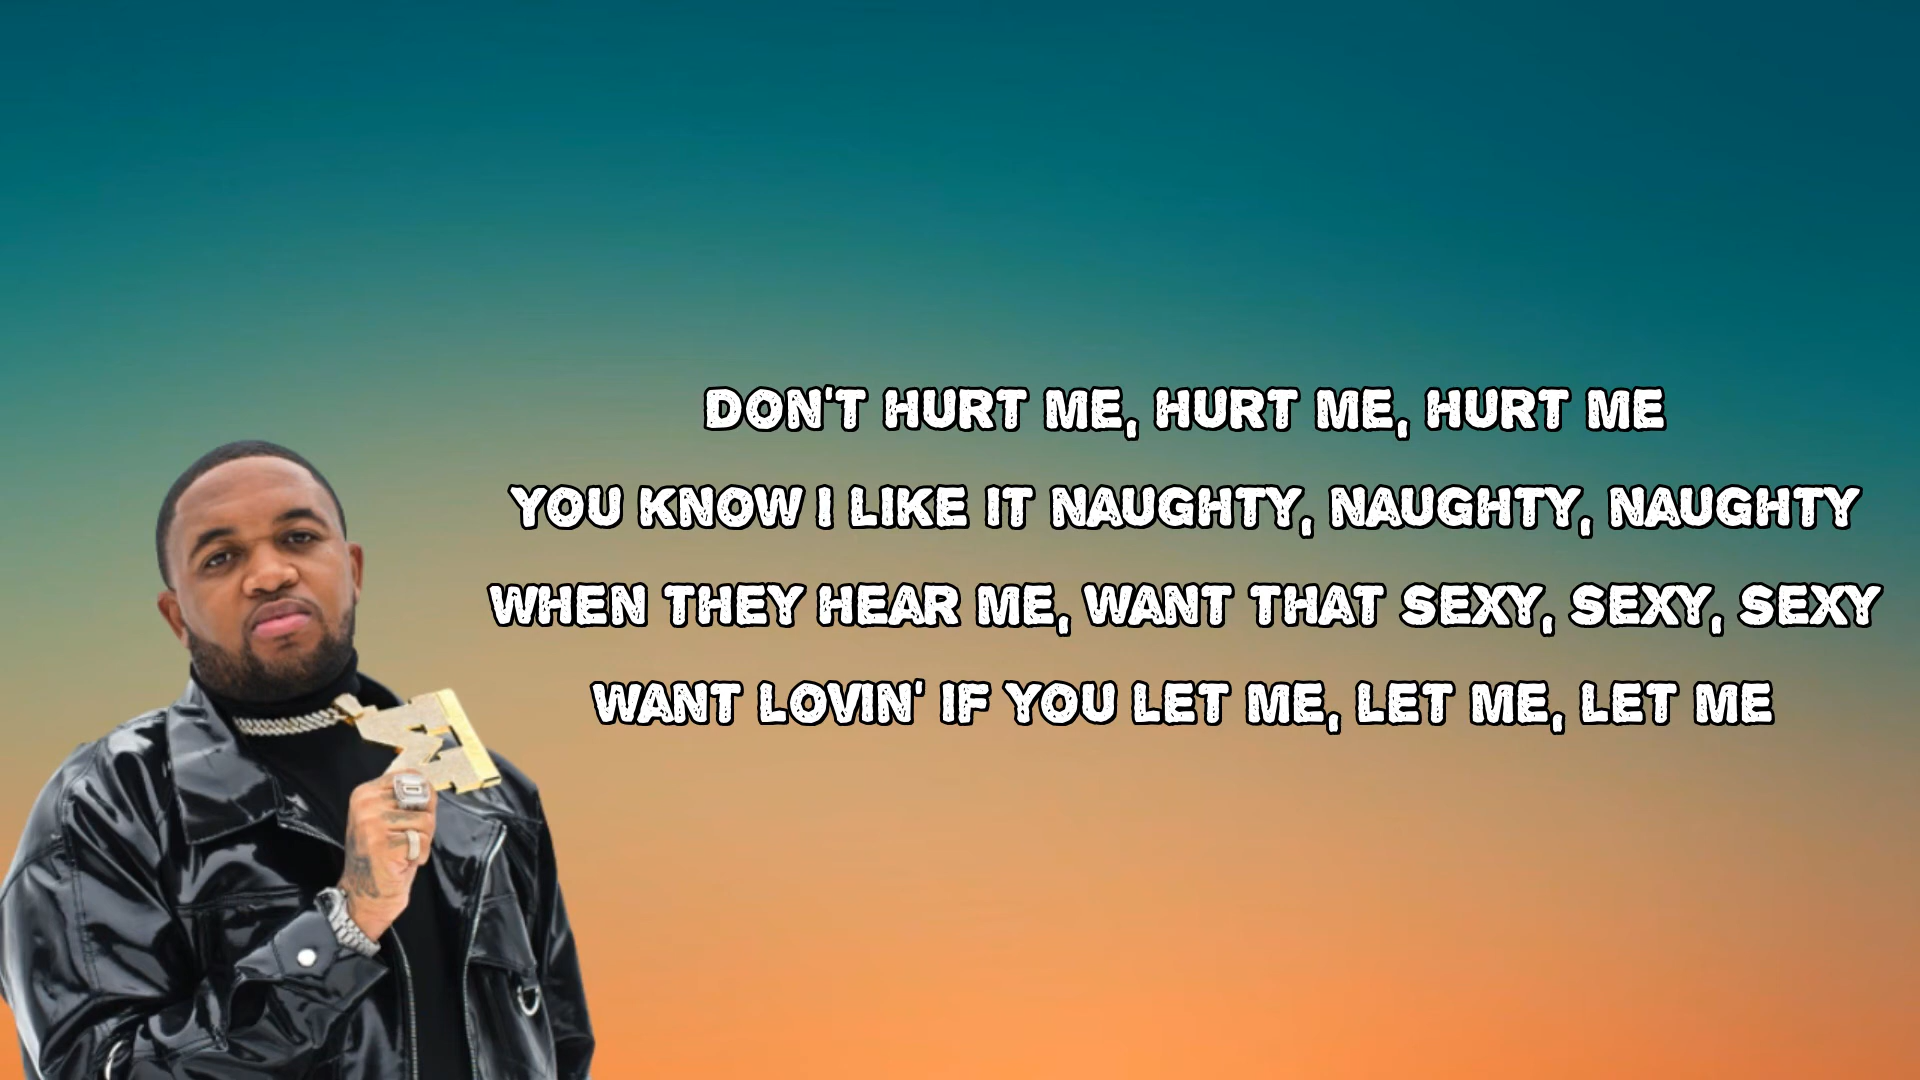 DON'T HURT ME, HURT ME, HURT ME
YOU KNOW I LIKE IT NAUGHTY, NAUGHTY, NAUGHTY
WHEN THEY HEAR ME, WANT THAT SEXY, SEXY, SEXY
WANT LOVIN' IF YOU LET ME, LET ME, LET ME